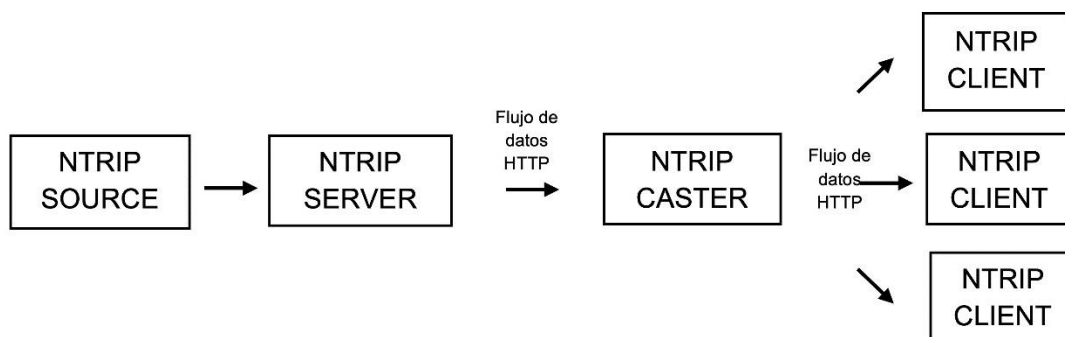 NTRIP
SOURCE
NTRIP
SERVER
Flujo de
datos
HTTP
NTRIP
CASTER
Flujo de
datos
HTTP
NTRIP
CLIENT
NTRIP
CLIENT
NTRIP
CLIENT